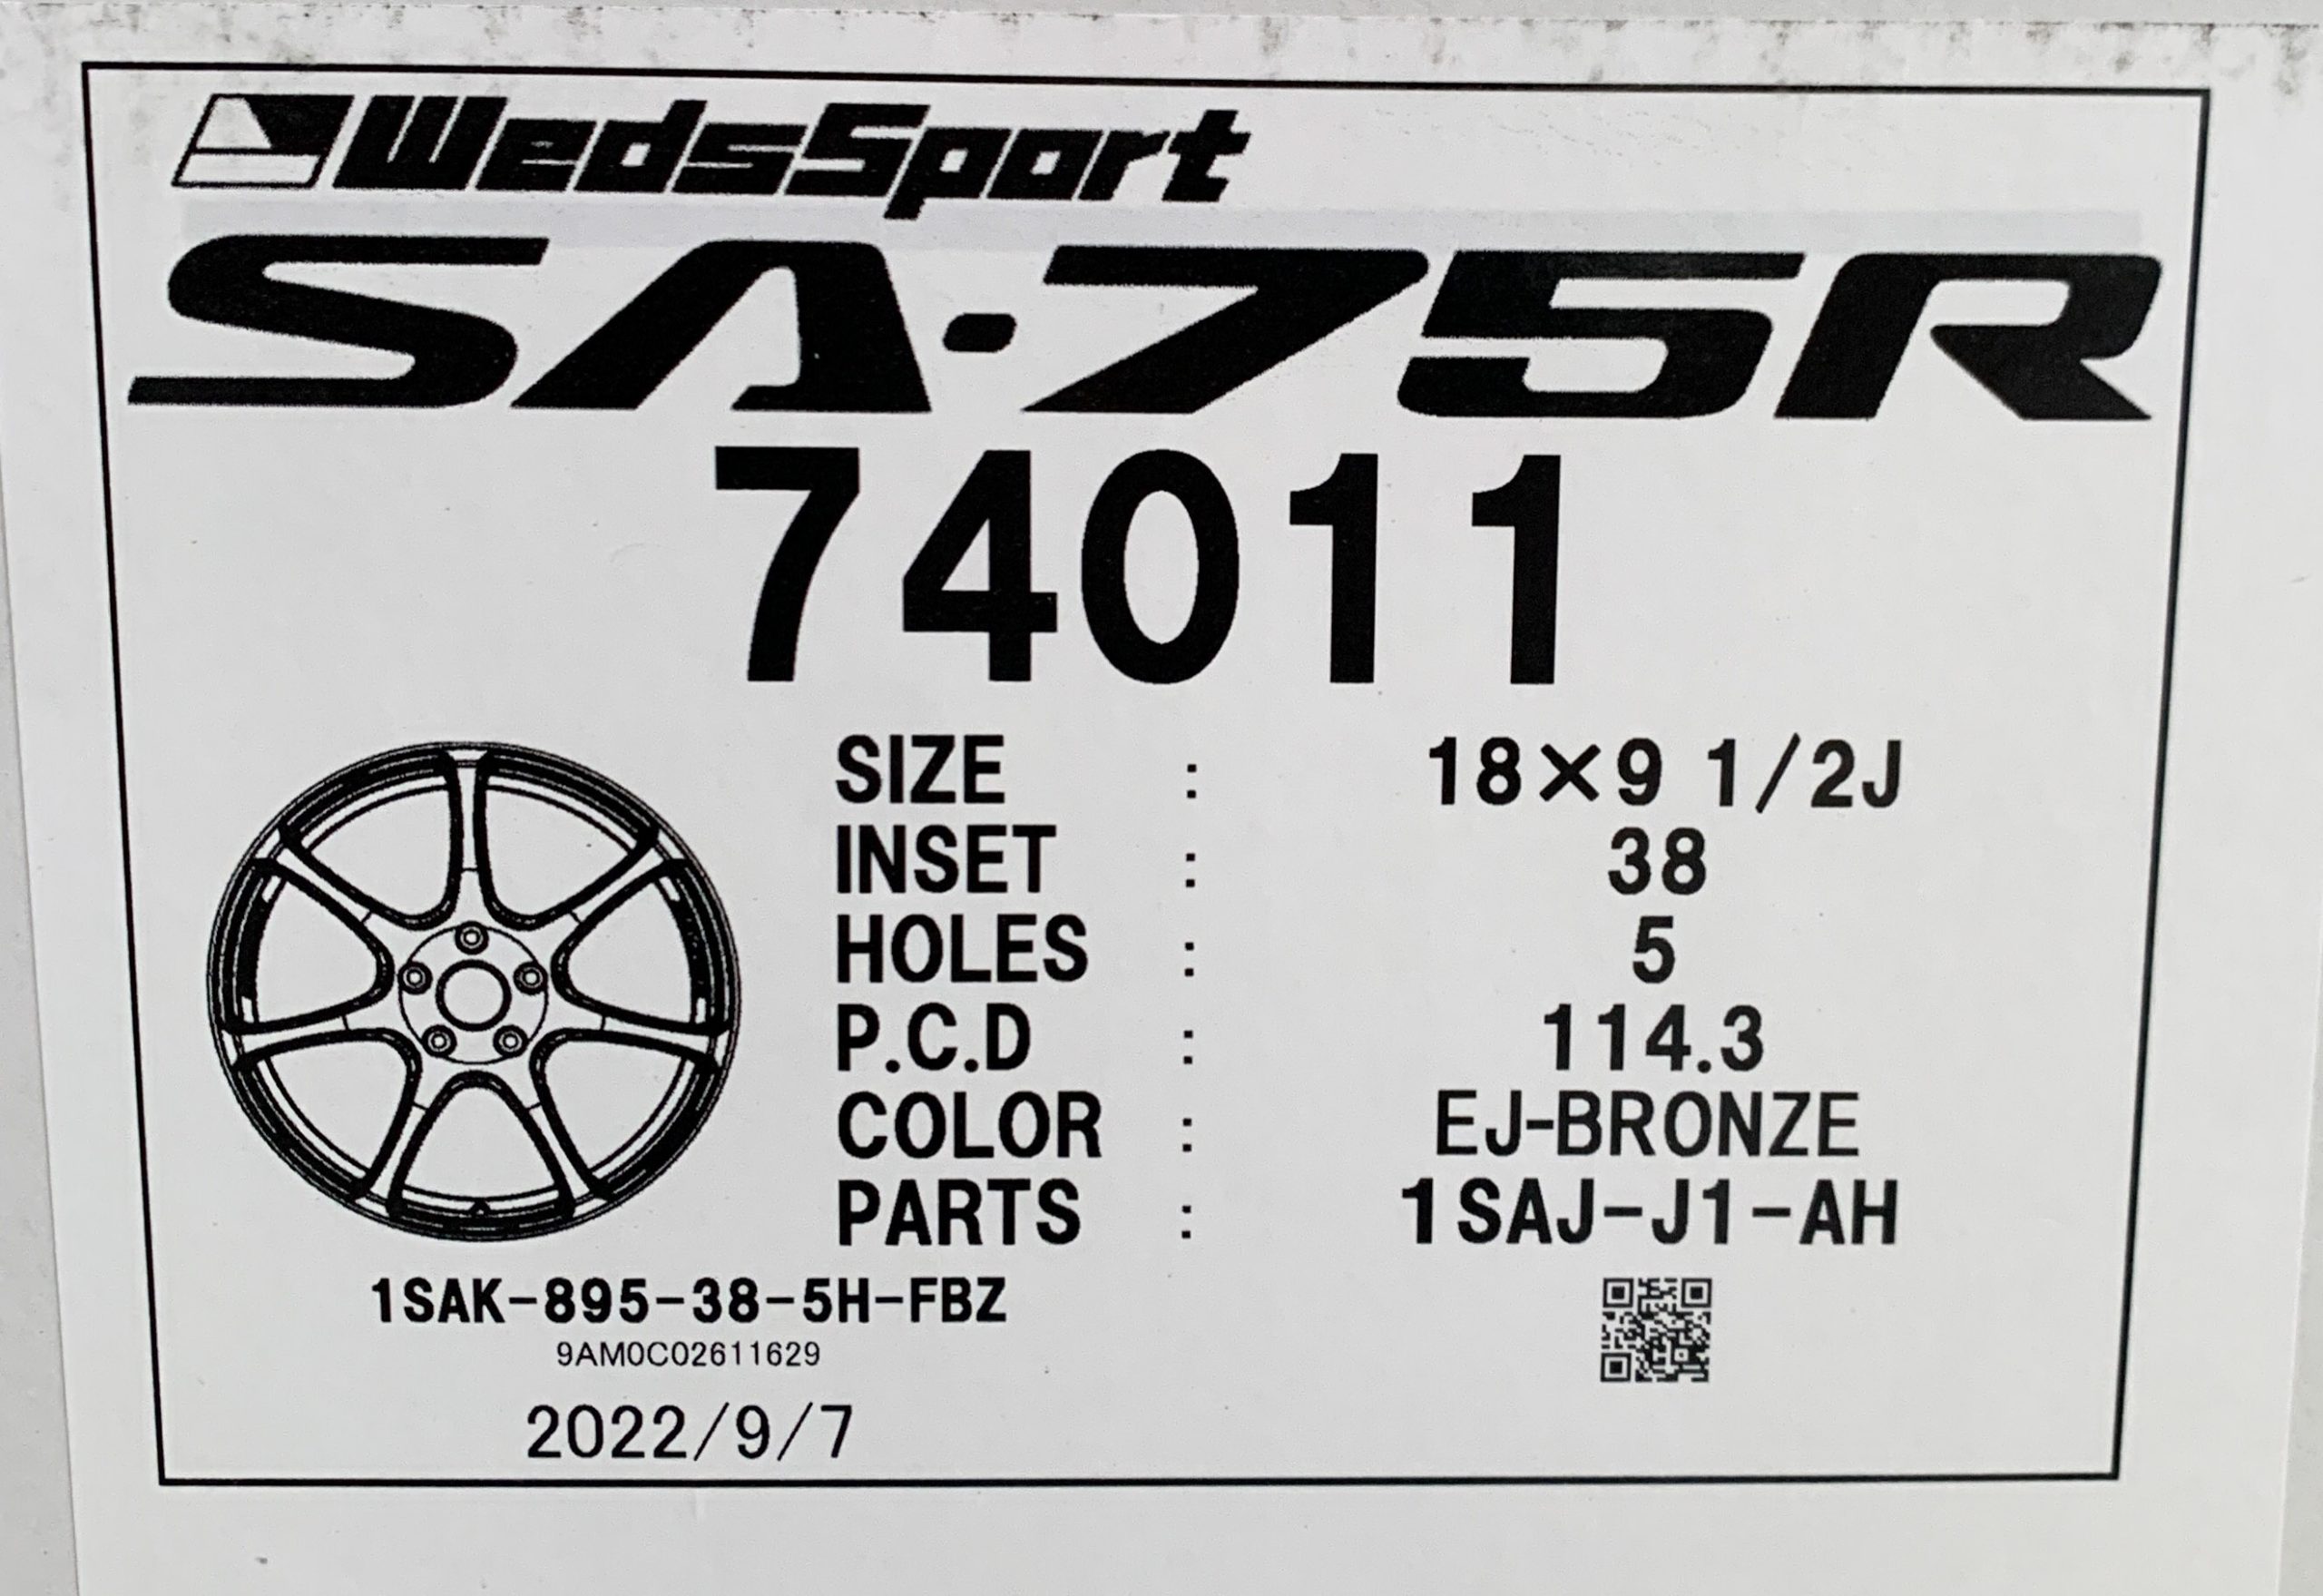 WedsSport
SA-75R
74011
SIZE : 18×9 1/2J
INSET : 38
HOLES : 5
P.C.D : 114.3
COLOR : EJ-BRONZE
PARTS : 1SAJ-J1-AH
1SAK-895-38-5H-FBZ
9AM0C02611629
2022/9/7